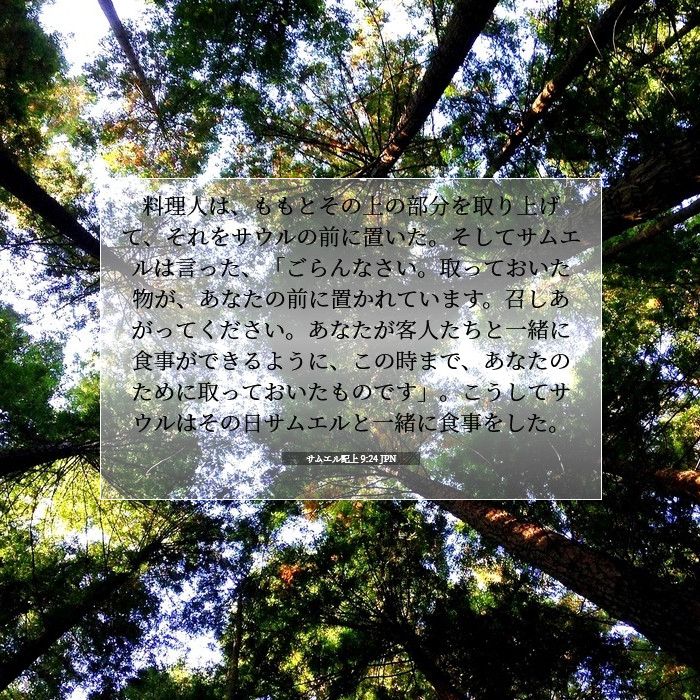 料理人は、ももとその上の部分を取り上げ
て、それをサウルの前に置いた。そしてサムエ
ルは言った、「ごらんなさい。取っておいた
物が、あなたの前に置かれています。召しあ
がってください。あなたが客人たちと一緒に
食事ができるように、この時まで、あなたの
ために取っておいたものです」。こうしてサ
ウルはその日サムエルと一緒に食事をした。
サムエル記上 9:24 JPN